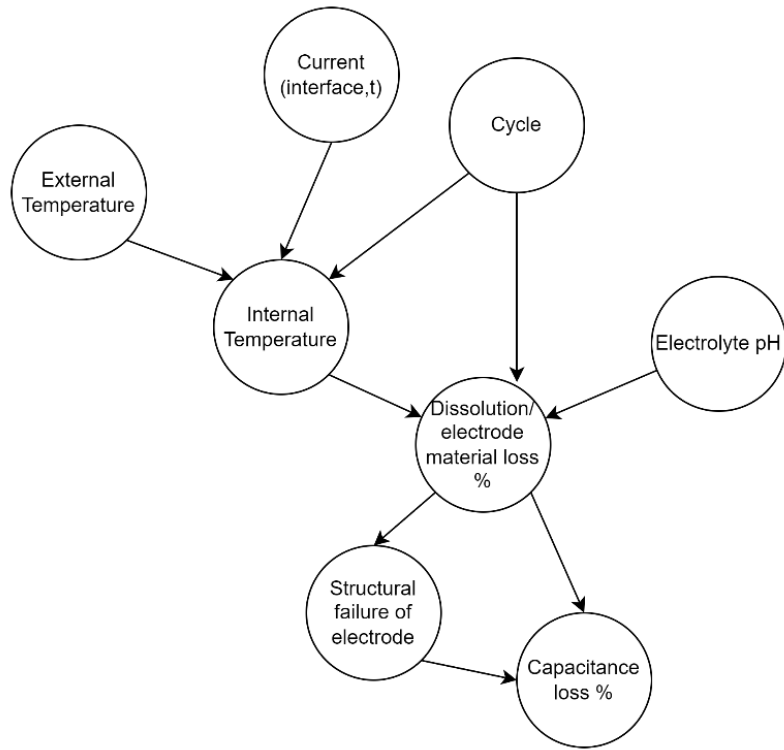 Current
(interface,t)
Cycle
External
Temperature
Internal
Temperature
Electrolyte pH
Dissolution/
electrode
material loss
%
Structural
failure of
electrode
Capacitance
loss %